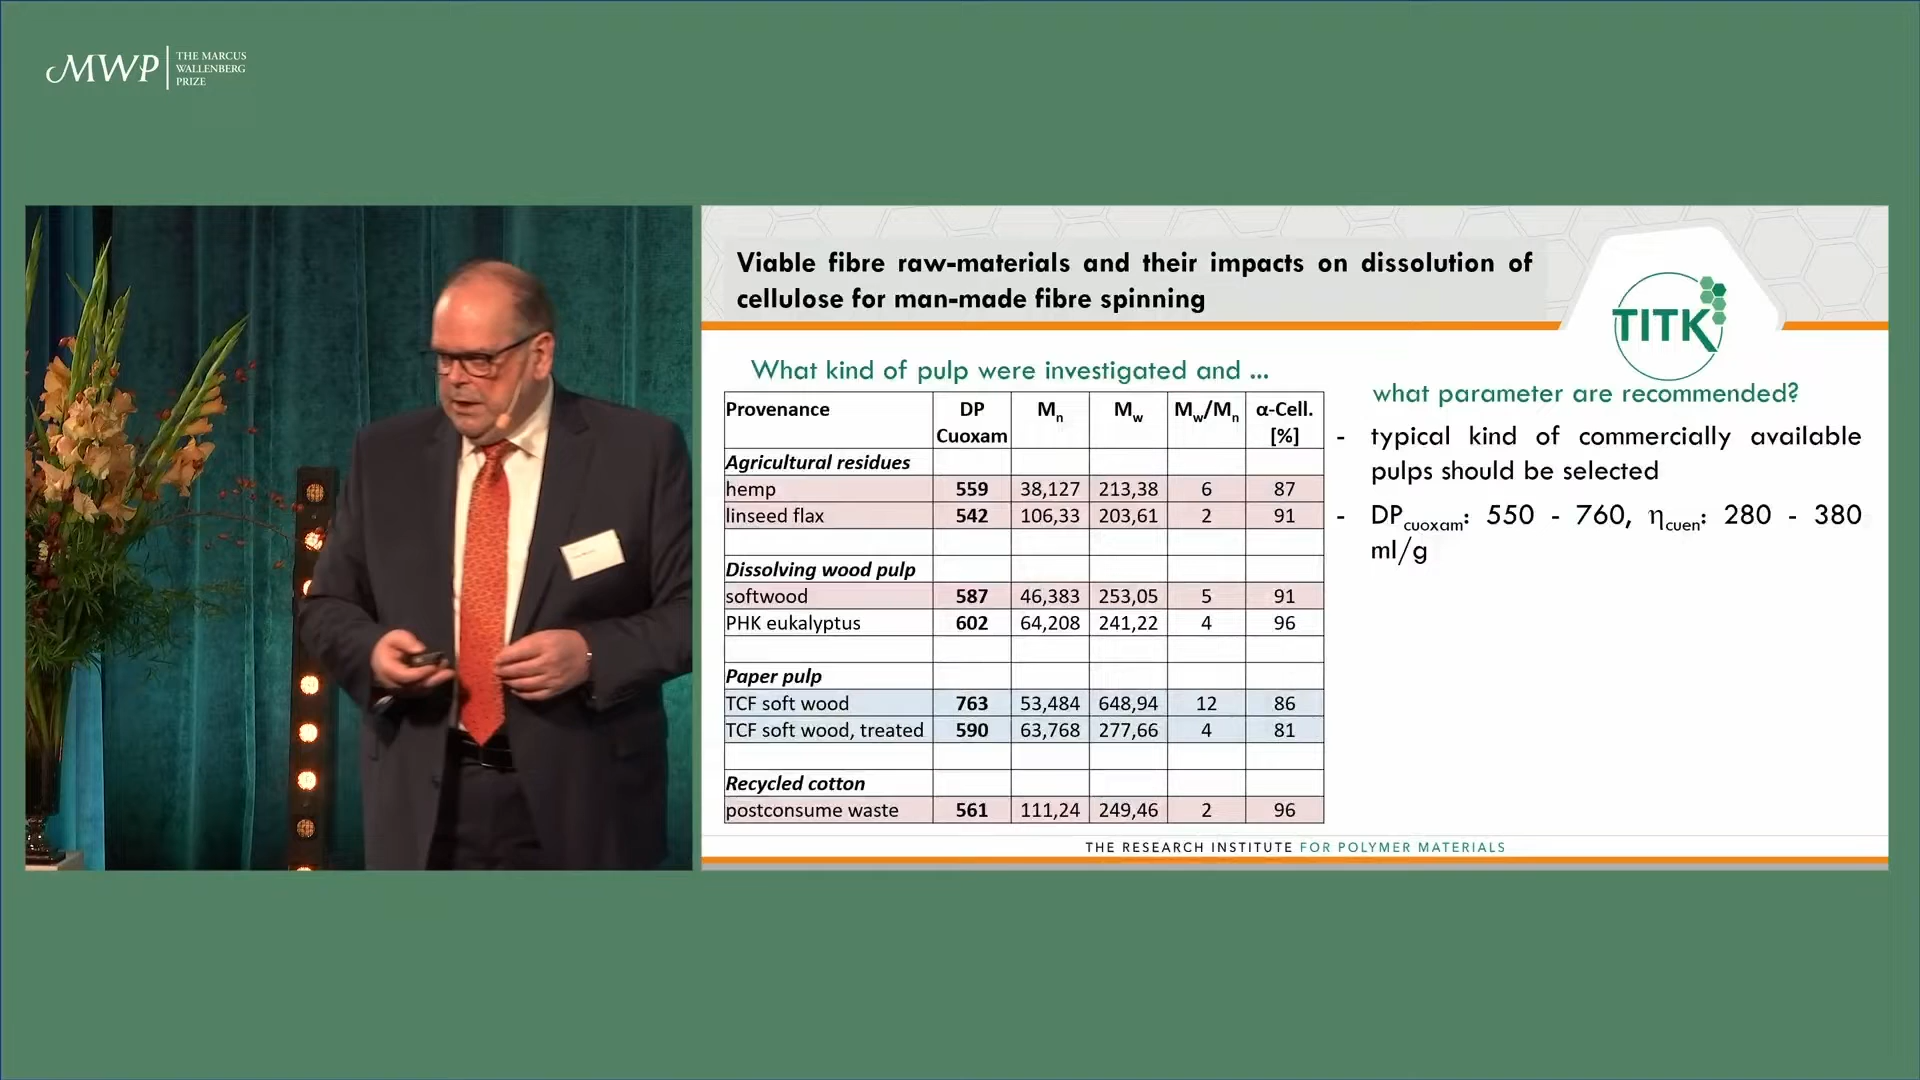 MWP
THE MARCUS
WALLENBERG
PRIZE
Viable fibre raw-materials and their impacts on dissolution of
cellulose for man-made fibre spinning
TITK
What kind of pulp were investigated and ...
Provenance DP Cuoxam Mn Mw Mw/Mn α-Cell. [%]
Agricultural residues
hemp 559 38,127 213,38 6 87
linseed flax 542 106,33 203,61 2 91
Dissolving wood pulp
softwood 587 46,383 253,05 5 91
PHK eukalyptus 602 64,208 241,22 4 96
Paper pulp
TCF soft wood 763 53,484 648,94 12 86
TCF soft wood, treated 590 63,768 277,66 4 81
Recycled cotton
postconsume waste 561 111,24 249,46 2 96
what parameter are recommended?
- typical kind of commercially available
pulps should be selected
- DPcuoxam: 550 - 760, ηcuen: 280 - 380
ml/g
THE RESEARCH INSTITUTE FOR POLYMER MATERIALS